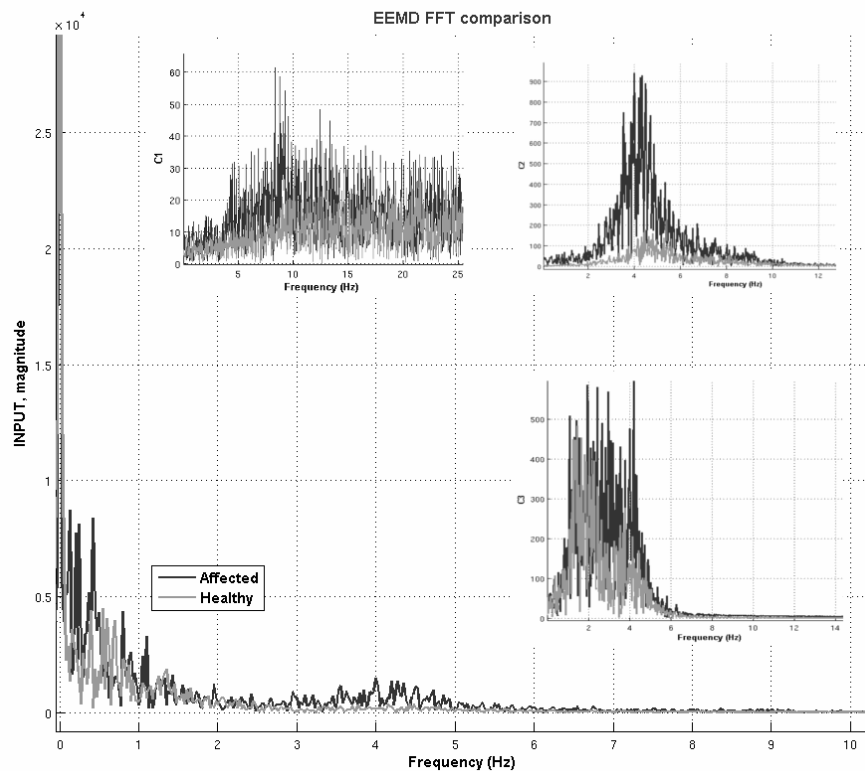 EEMD FFT comparison
× 10⁴
2.5
2
1.5
1
0.5
0
INPUT, magnitude
0 1 2 3 4 5 6 7 8 9 10
Frequency (Hz)
Affected
Healthy
60
50
40
30
20
10
0
C1
5 10 15 20 25
Frequency (Hz)
900
800
700
600
500
400
300
200
100
0
C2
2 4 6 8 10 12
Frequency (Hz)
500
400
300
200
100
0
C3
2 4 6 8 10 12 14
Frequency (Hz)